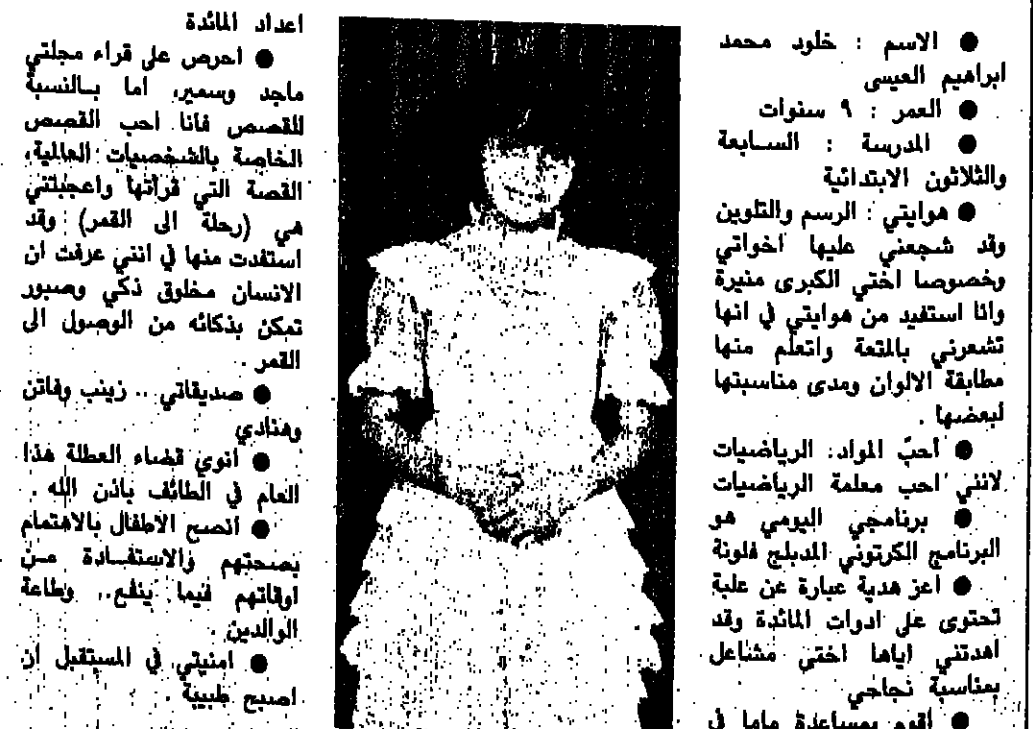 ● الاسم : خلود محمد
ابراهيم العيسى
● العمر : ٩ سنوات
● المدرسة : السابعة
والثلاثون الابتدائية
● هوايتي : الرسم والتلوين
وقد شجعني عليها اخواتي
وخصوصا اختي الكبرى منيرة
وانا استفيد من هوايتي في انها
تشعرني بالمتعة واتعلم منها
مطابقة الالوان ومدى مناسبتها
لبعضها .
● أحبّ المواد: الرياضيات
لانني احب معلمة الرياضيات
● برنامجي اليومي هو
البرنامج الكرتوني المدبلج فلونة
● اعز هدية عبارة عن علبة
تحتوى على ادوات المائدة وقد
اهدتني اياها اختي مشاعل
بمناسبة نجاحي
● أقوم بمساعدة ماما في
اعداد المائدة
● احرص على قراء مجلتي
ماجد وسمير، اما بالنسبة
للقصص فانا احب القصص
الخاصة بالشخصيات العالمية،
القصة التي قرأتها واعجبتني
هي (رحلة الى القمر) وقد
استفدت منها في انني عرفت ان
الانسان مخلوق ذكي وصبور
تمكن بذكائه من الوصول الى
القمر .
● صديقاتي .. زينب وفاتن
وهنادي
● أنوي قضاء العطلة هذا
العام في الطائف باذن الله .
● أنصح الاطفال بالاهتمام
بصحتهم والاستفادة من
اوقاتهم فيما ينفع.. وطاعة
الوالدين .
● امنيتي في المستقبل ان
اصبح طبيبة .